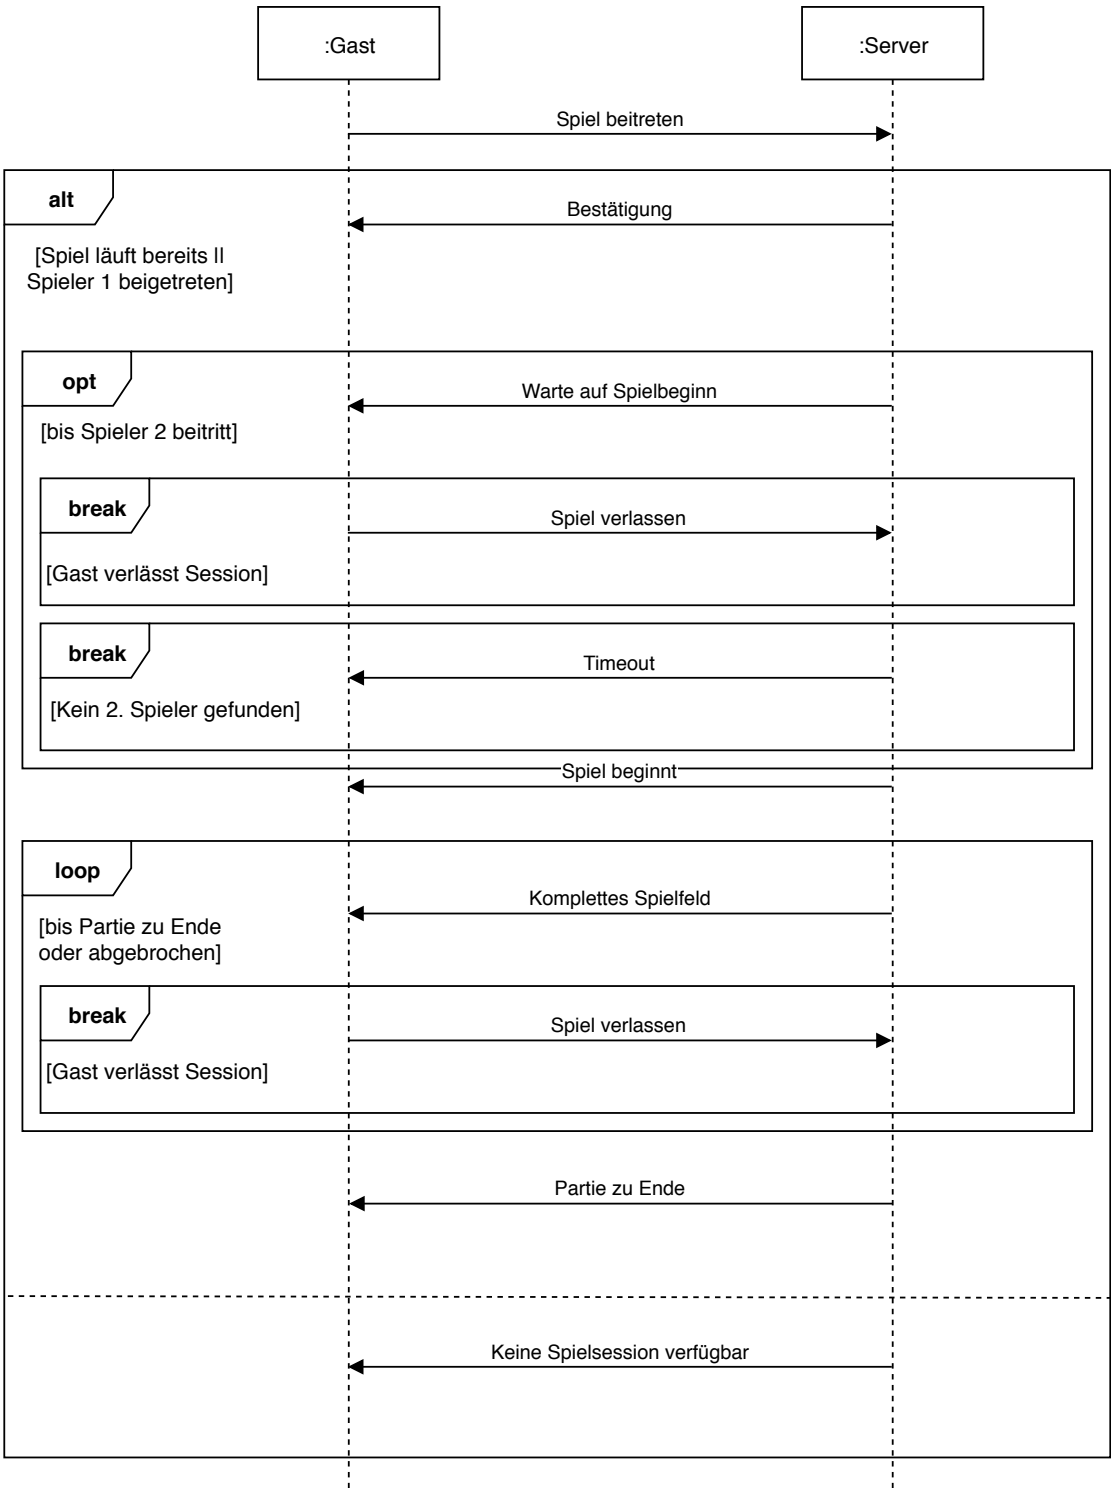 :Gast
:Server
Spiel beitreten
alt
Bestätigung
[Spiel läuft bereits ||
Spieler 1 beigetreten]
opt
Warte auf Spielbeginn
[bis Spieler 2 beitritt]
break
Spiel verlassen
[Gast verlässt Session]
break
Timeout
[Kein 2. Spieler gefunden]
Spiel beginnt
loop
Komplettes Spielfeld
[bis Partie zu Ende
oder abgebrochen]
break
Spiel verlassen
[Gast verlässt Session]
Partie zu Ende
Keine Spielsession verfügbar